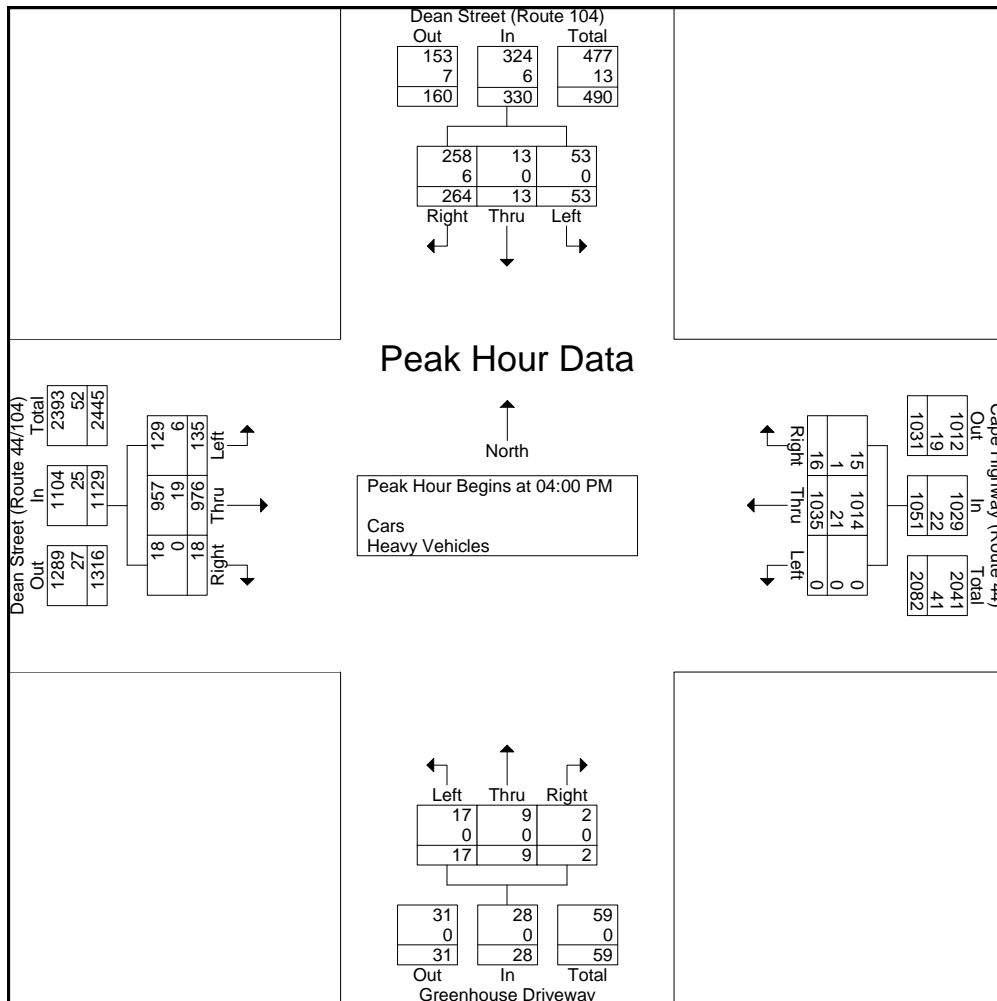 Dean Street (Route 104)
Out In Total
153 324 477
7 6 13
160 330 490
258 13 53
6 0 0
264 13 53
Right Thru Left
Peak Hour Data
North
Peak Hour Begins at 04:00 PM
Cars
Heavy Vehicles
Dean Street (Route 44/104)
Out In Total
1289 1104 2393
27 25 52
1316 1129 2445
Left Thru Right
129 957 18
6 19 0
135 976 18
Cape Highway (Route 44)
Out In Total
1012 1029 2041
19 22 41
1031 1051 2082
Right Thru Left
15 1014 0
1 21 0
16 1035 0
Left Thru Right
17 9 2
0 0 0
17 9 2
31 28 59
0 0 0
31 28 59
Out In Total
Greenhouse Driveway